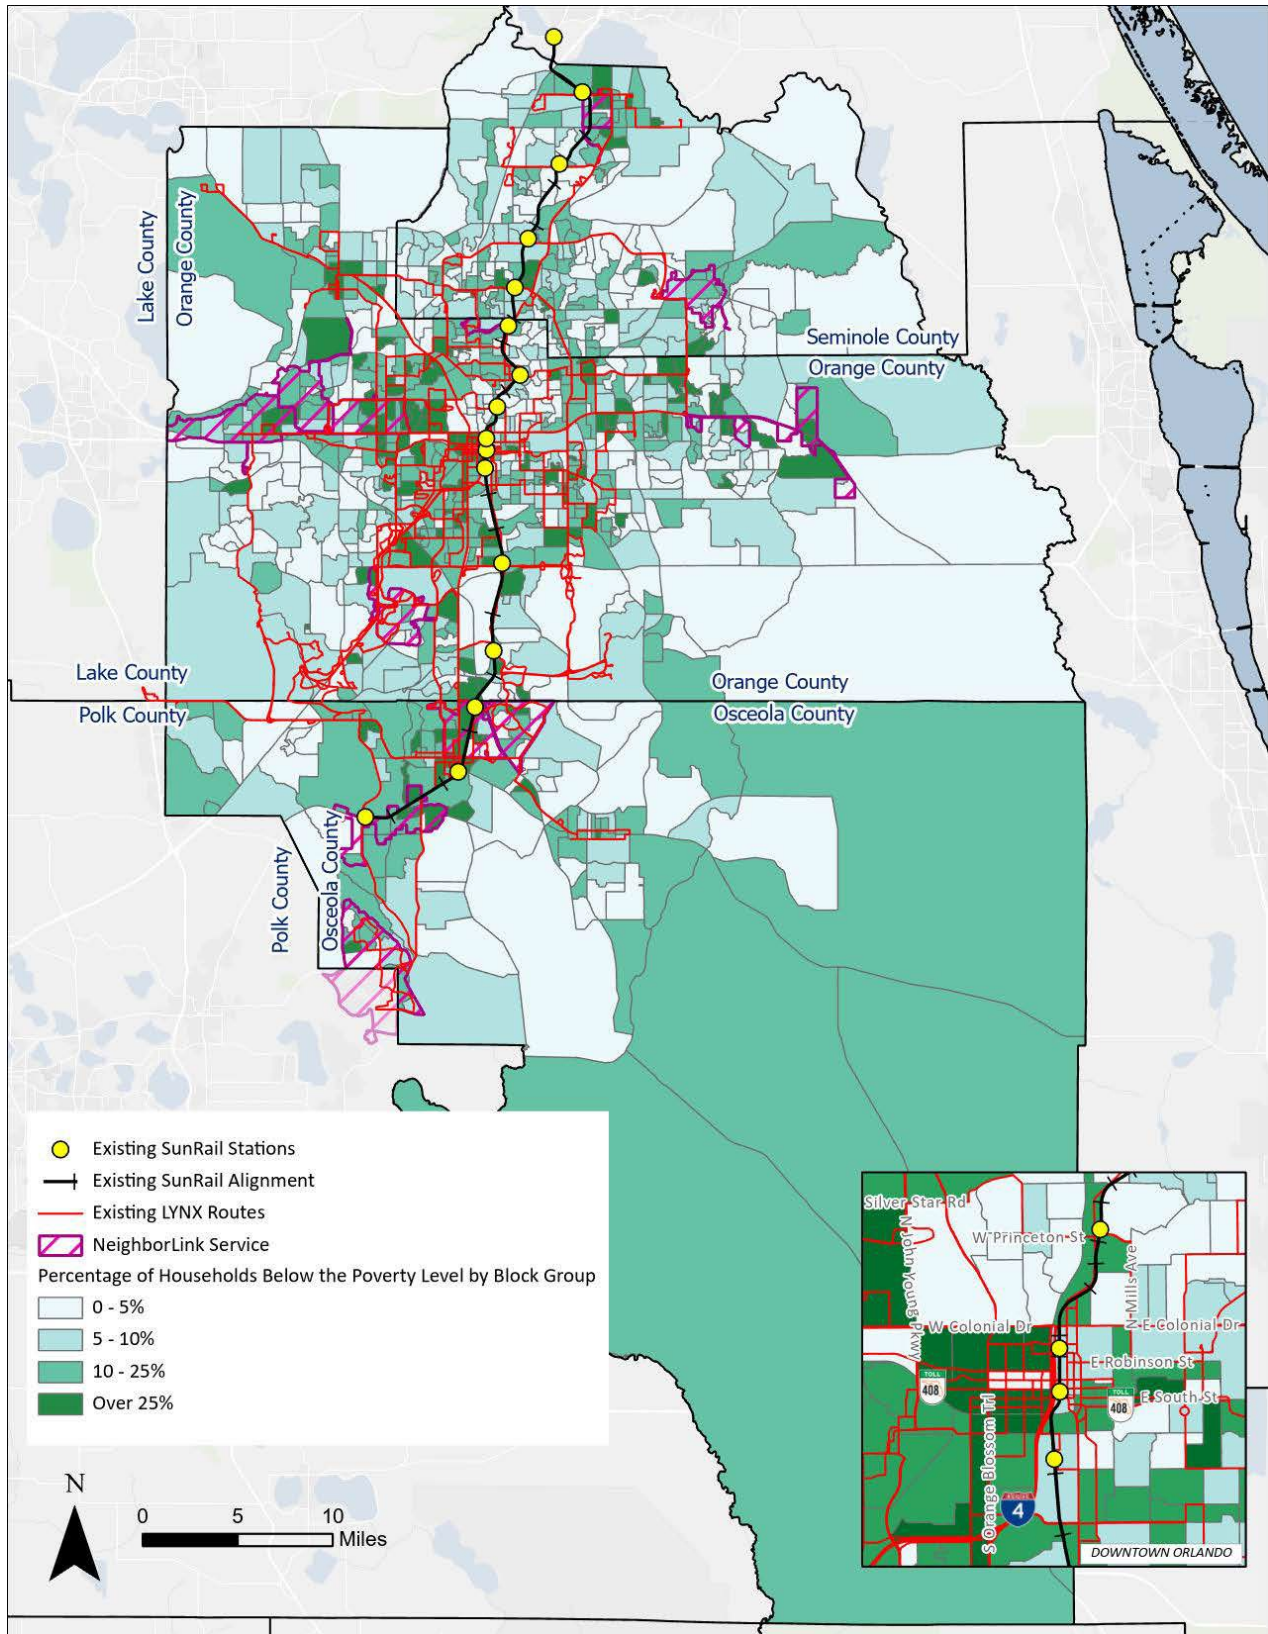 Lake County
Orange County
Seminole County
Orange County
Lake County
Polk County
Orange County
Osceola County
Polk County
Osceola County
Existing SunRail Stations
Existing SunRail Alignment
Existing LYNX Routes
NeighborLink Service
Percentage of Households Below the Poverty Level by Block Group
0 - 5%
5 - 10%
10 - 25%
Over 25%
N
0 5 10
Miles
Silver Star Rd
N John Young Pkwy
W Princeton St
N Mills Ave
W Colonial Dr
E Colonial Dr
E Robinson St
TOLL
408
TOLL
408
E South St
S Orange Blossom Trl
4
DOWNTOWN ORLANDO